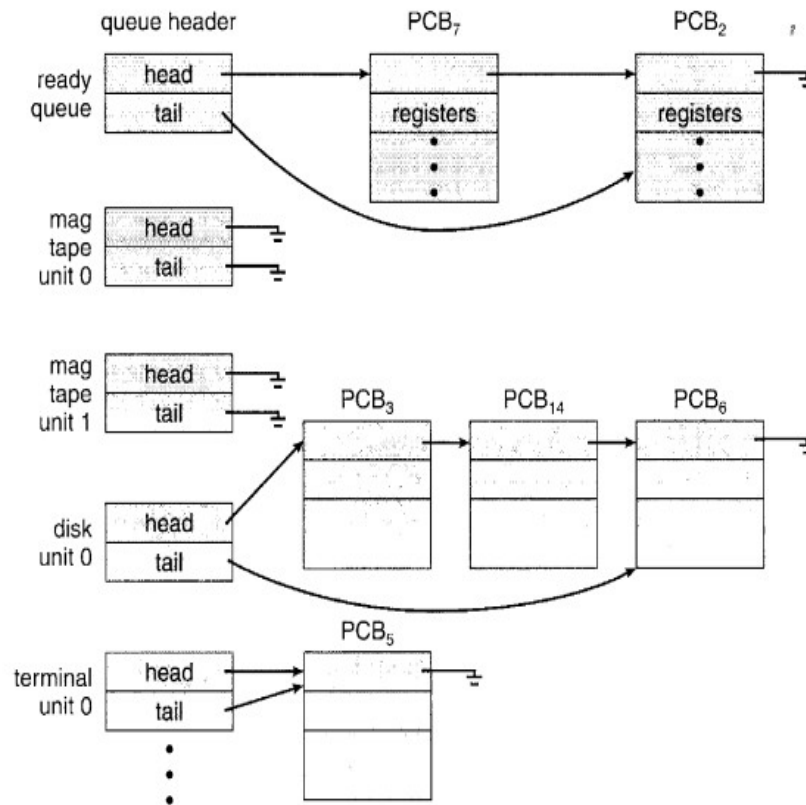 queue header PCB7 PCB2
ready queue
head
tail
registers registers
mag tape unit 0
head
tail
mag tape unit 1
head
tail
PCB3 PCB14 PCB6
disk unit 0
head
tail
PCB5
terminal unit 0
head
tail